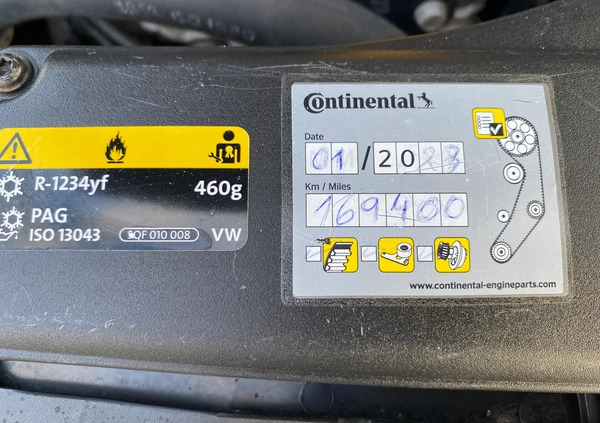 R-1234yf 460g
PAG
ISO 13043 5QF 010 008 VW
Continental
Date
01/2023
Km / Miles
169400
www.continental-engineparts.com